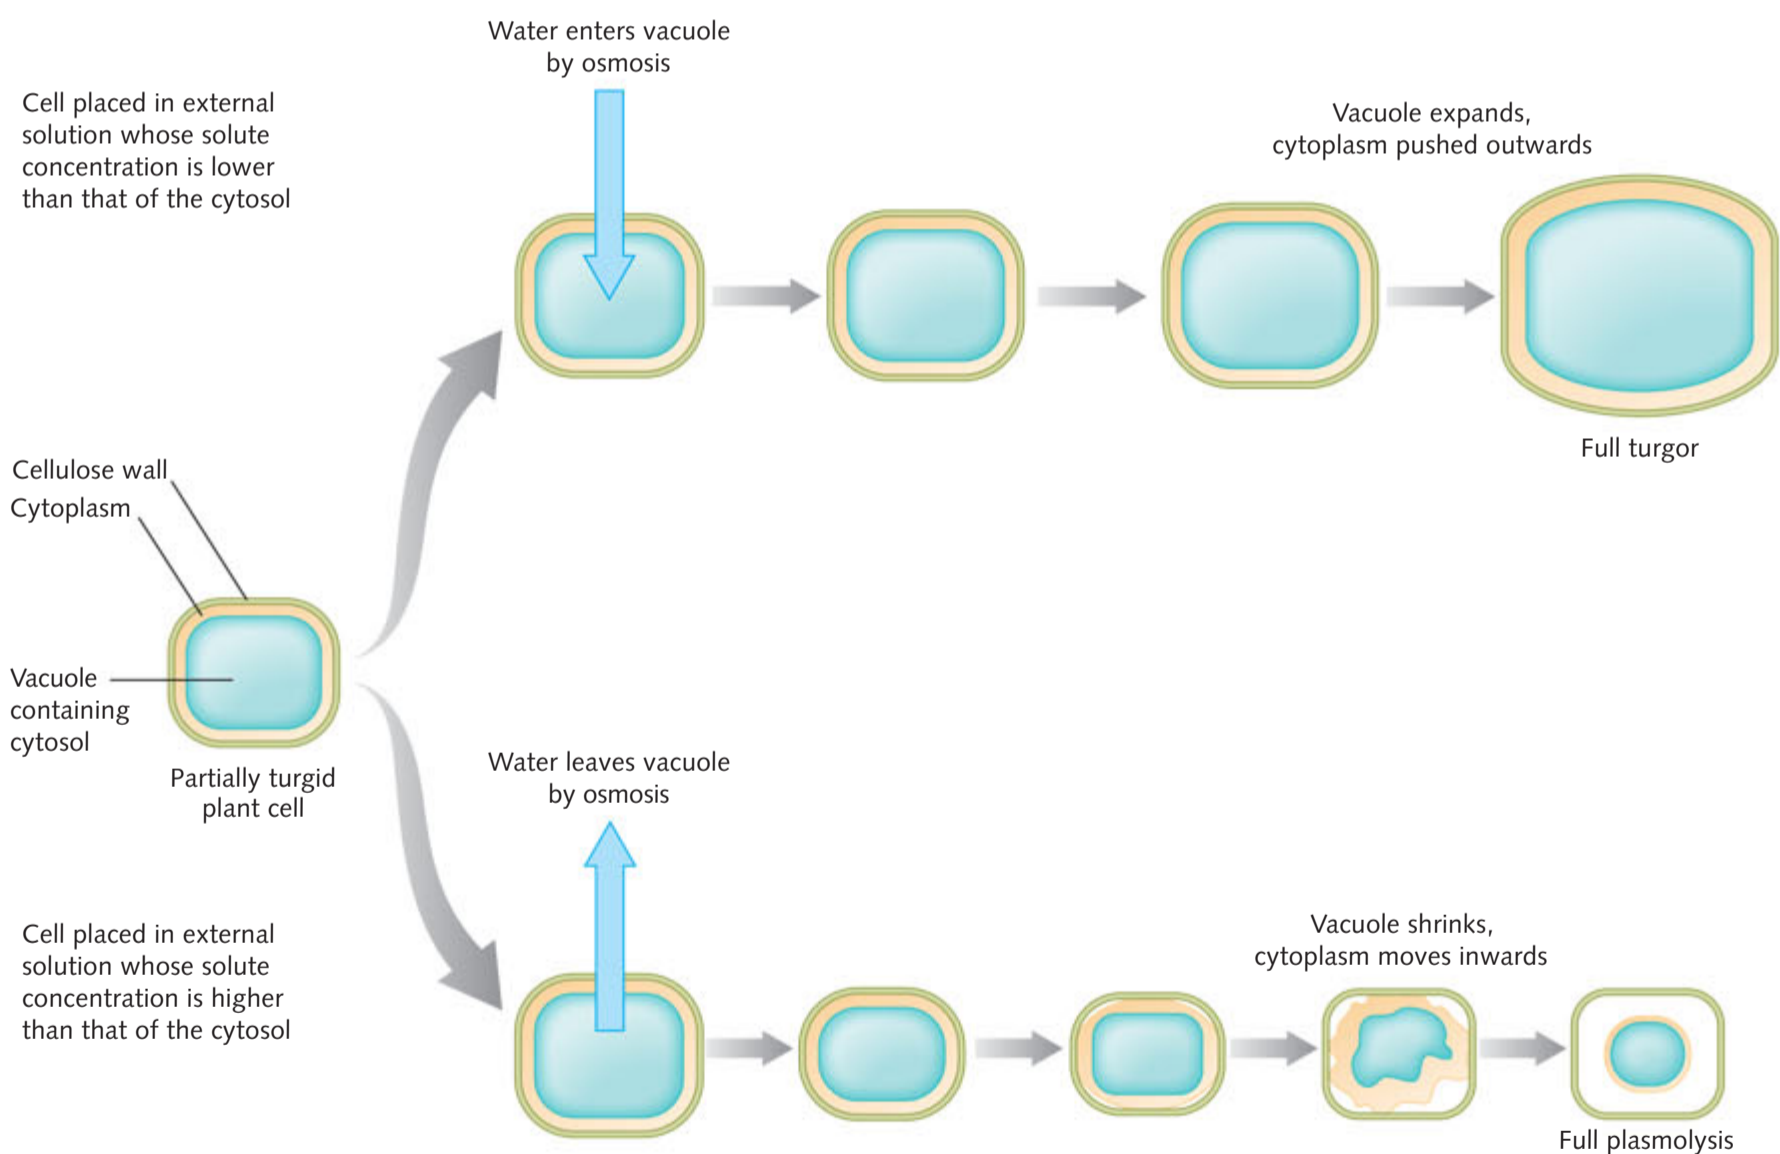 Water enters vacuole
by osmosis
Cell placed in external
solution whose solute
concentration is lower
than that of the cytosol
Vacuole expands,
cytoplasm pushed outwards
Full turgor
Cellulose wall
Cytoplasm
Vacuole
containing
cytosol
Partially turgid
plant cell
Water leaves vacuole
by osmosis
Cell placed in external
solution whose solute
concentration is higher
than that of the cytosol
Vacuole shrinks,
cytoplasm moves inwards
Full plasmolysis